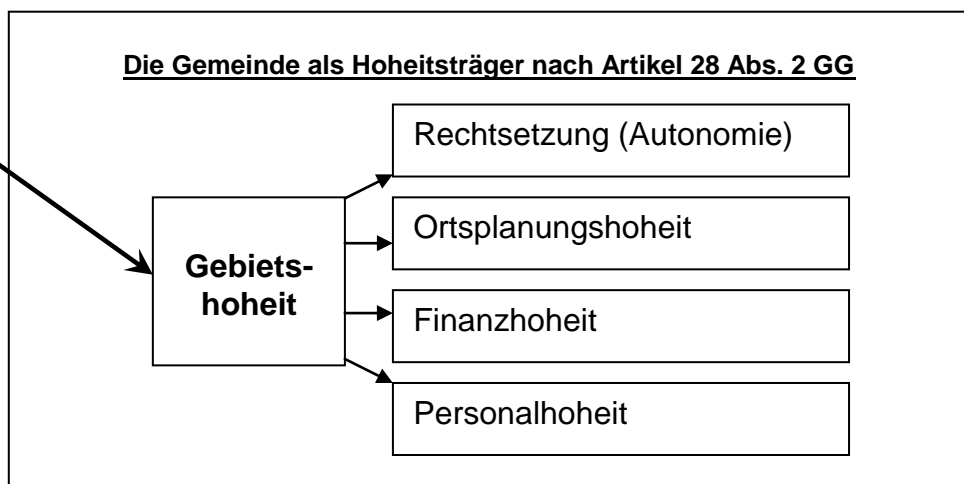 Die Gemeinde als Hoheitsträger nach Artikel 28 Abs. 2 GG
Rechtsetzung (Autonomie)
Gebiets-
hoheit
Ortsplanungshoheit
Finanzhoheit
Personalhoheit